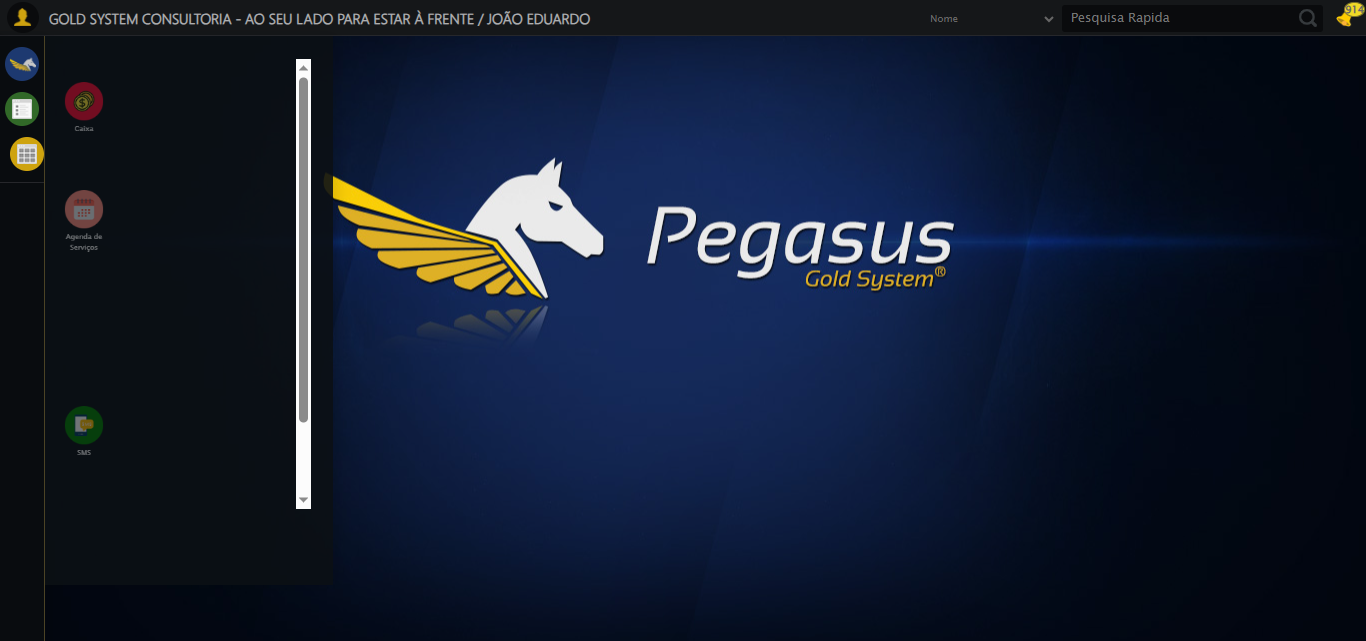 GOLD SYSTEM CONSULTORIA - AO SEU LADO PARA ESTAR À FRENTE / JOÃO EDUARDO
Nome
Pesquisa Rapida
914
Caixa
Agenda de
Serviços
SMS
Pegasus
Gold System®